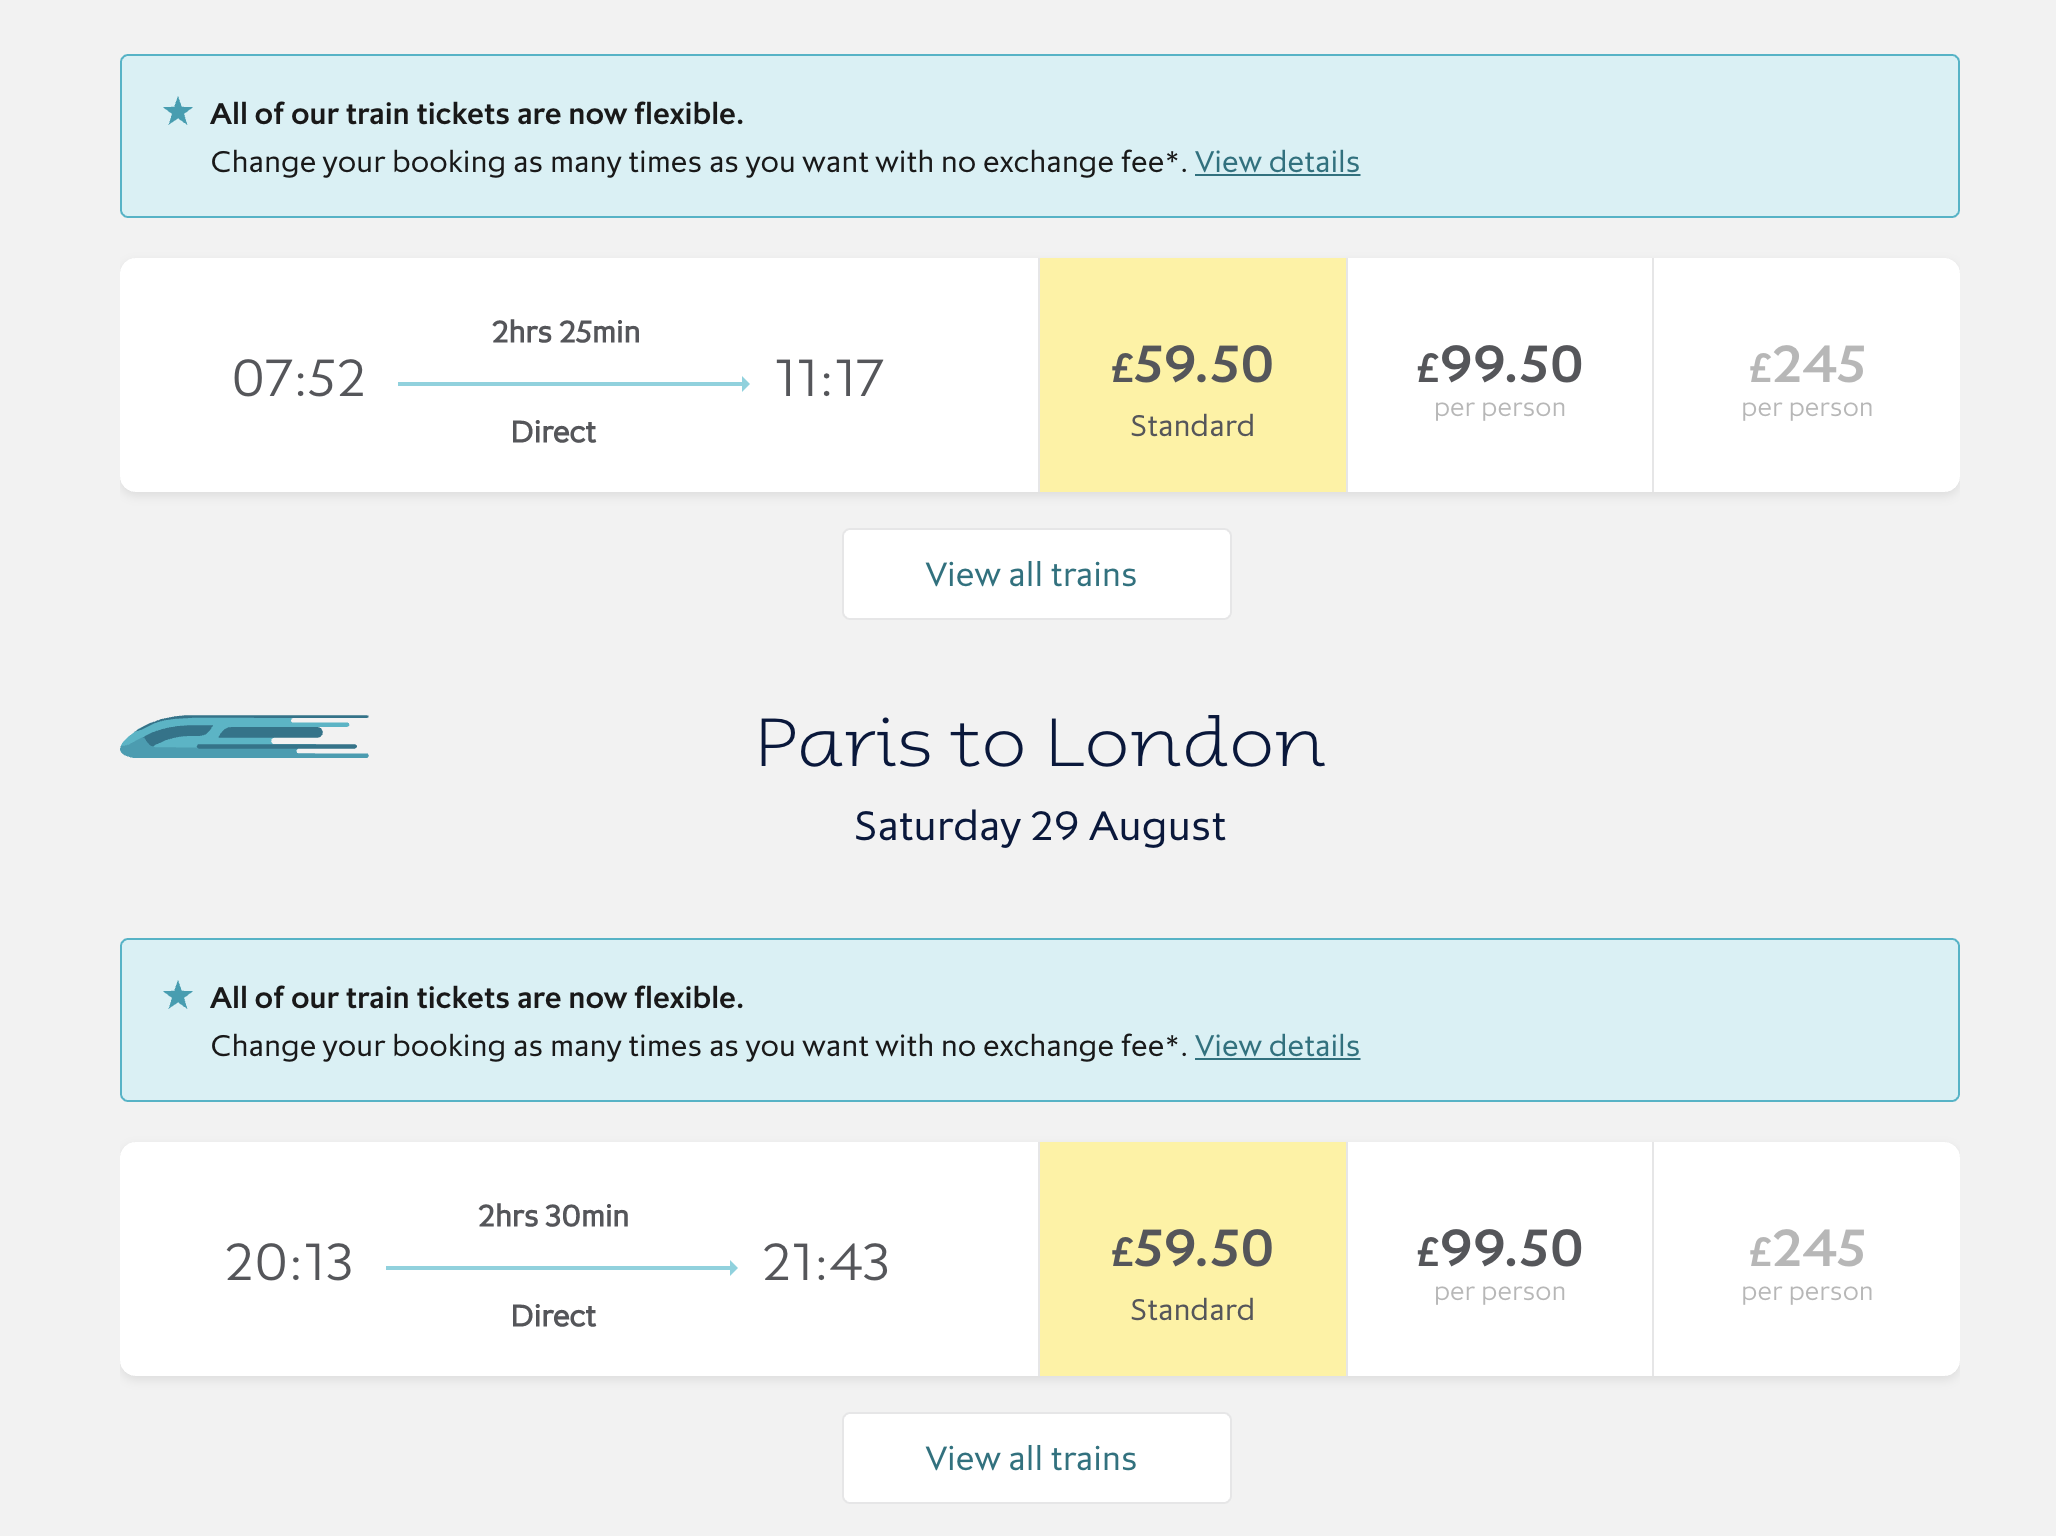 All of our train tickets are now flexible.
Change your booking as many times as you want with no exchange fee*. View details
2hrs 25min
07:52 11:17
Direct
£59.50
Standard
£99.50
per person
£245
per person
View all trains
Paris to London
Saturday 29 August
All of our train tickets are now flexible.
Change your booking as many times as you want with no exchange fee*. View details
2hrs 30min
20:13 21:43
Direct
£59.50
Standard
£99.50
per person
£245
per person
View all trains